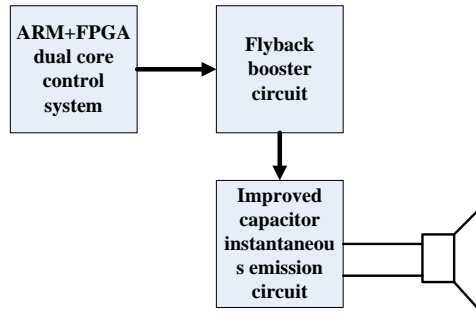 ARM+FPGA
dual core
control
system
Flyback
booster
circuit
Improved
capacitor
instantaneou
s emission
circuit